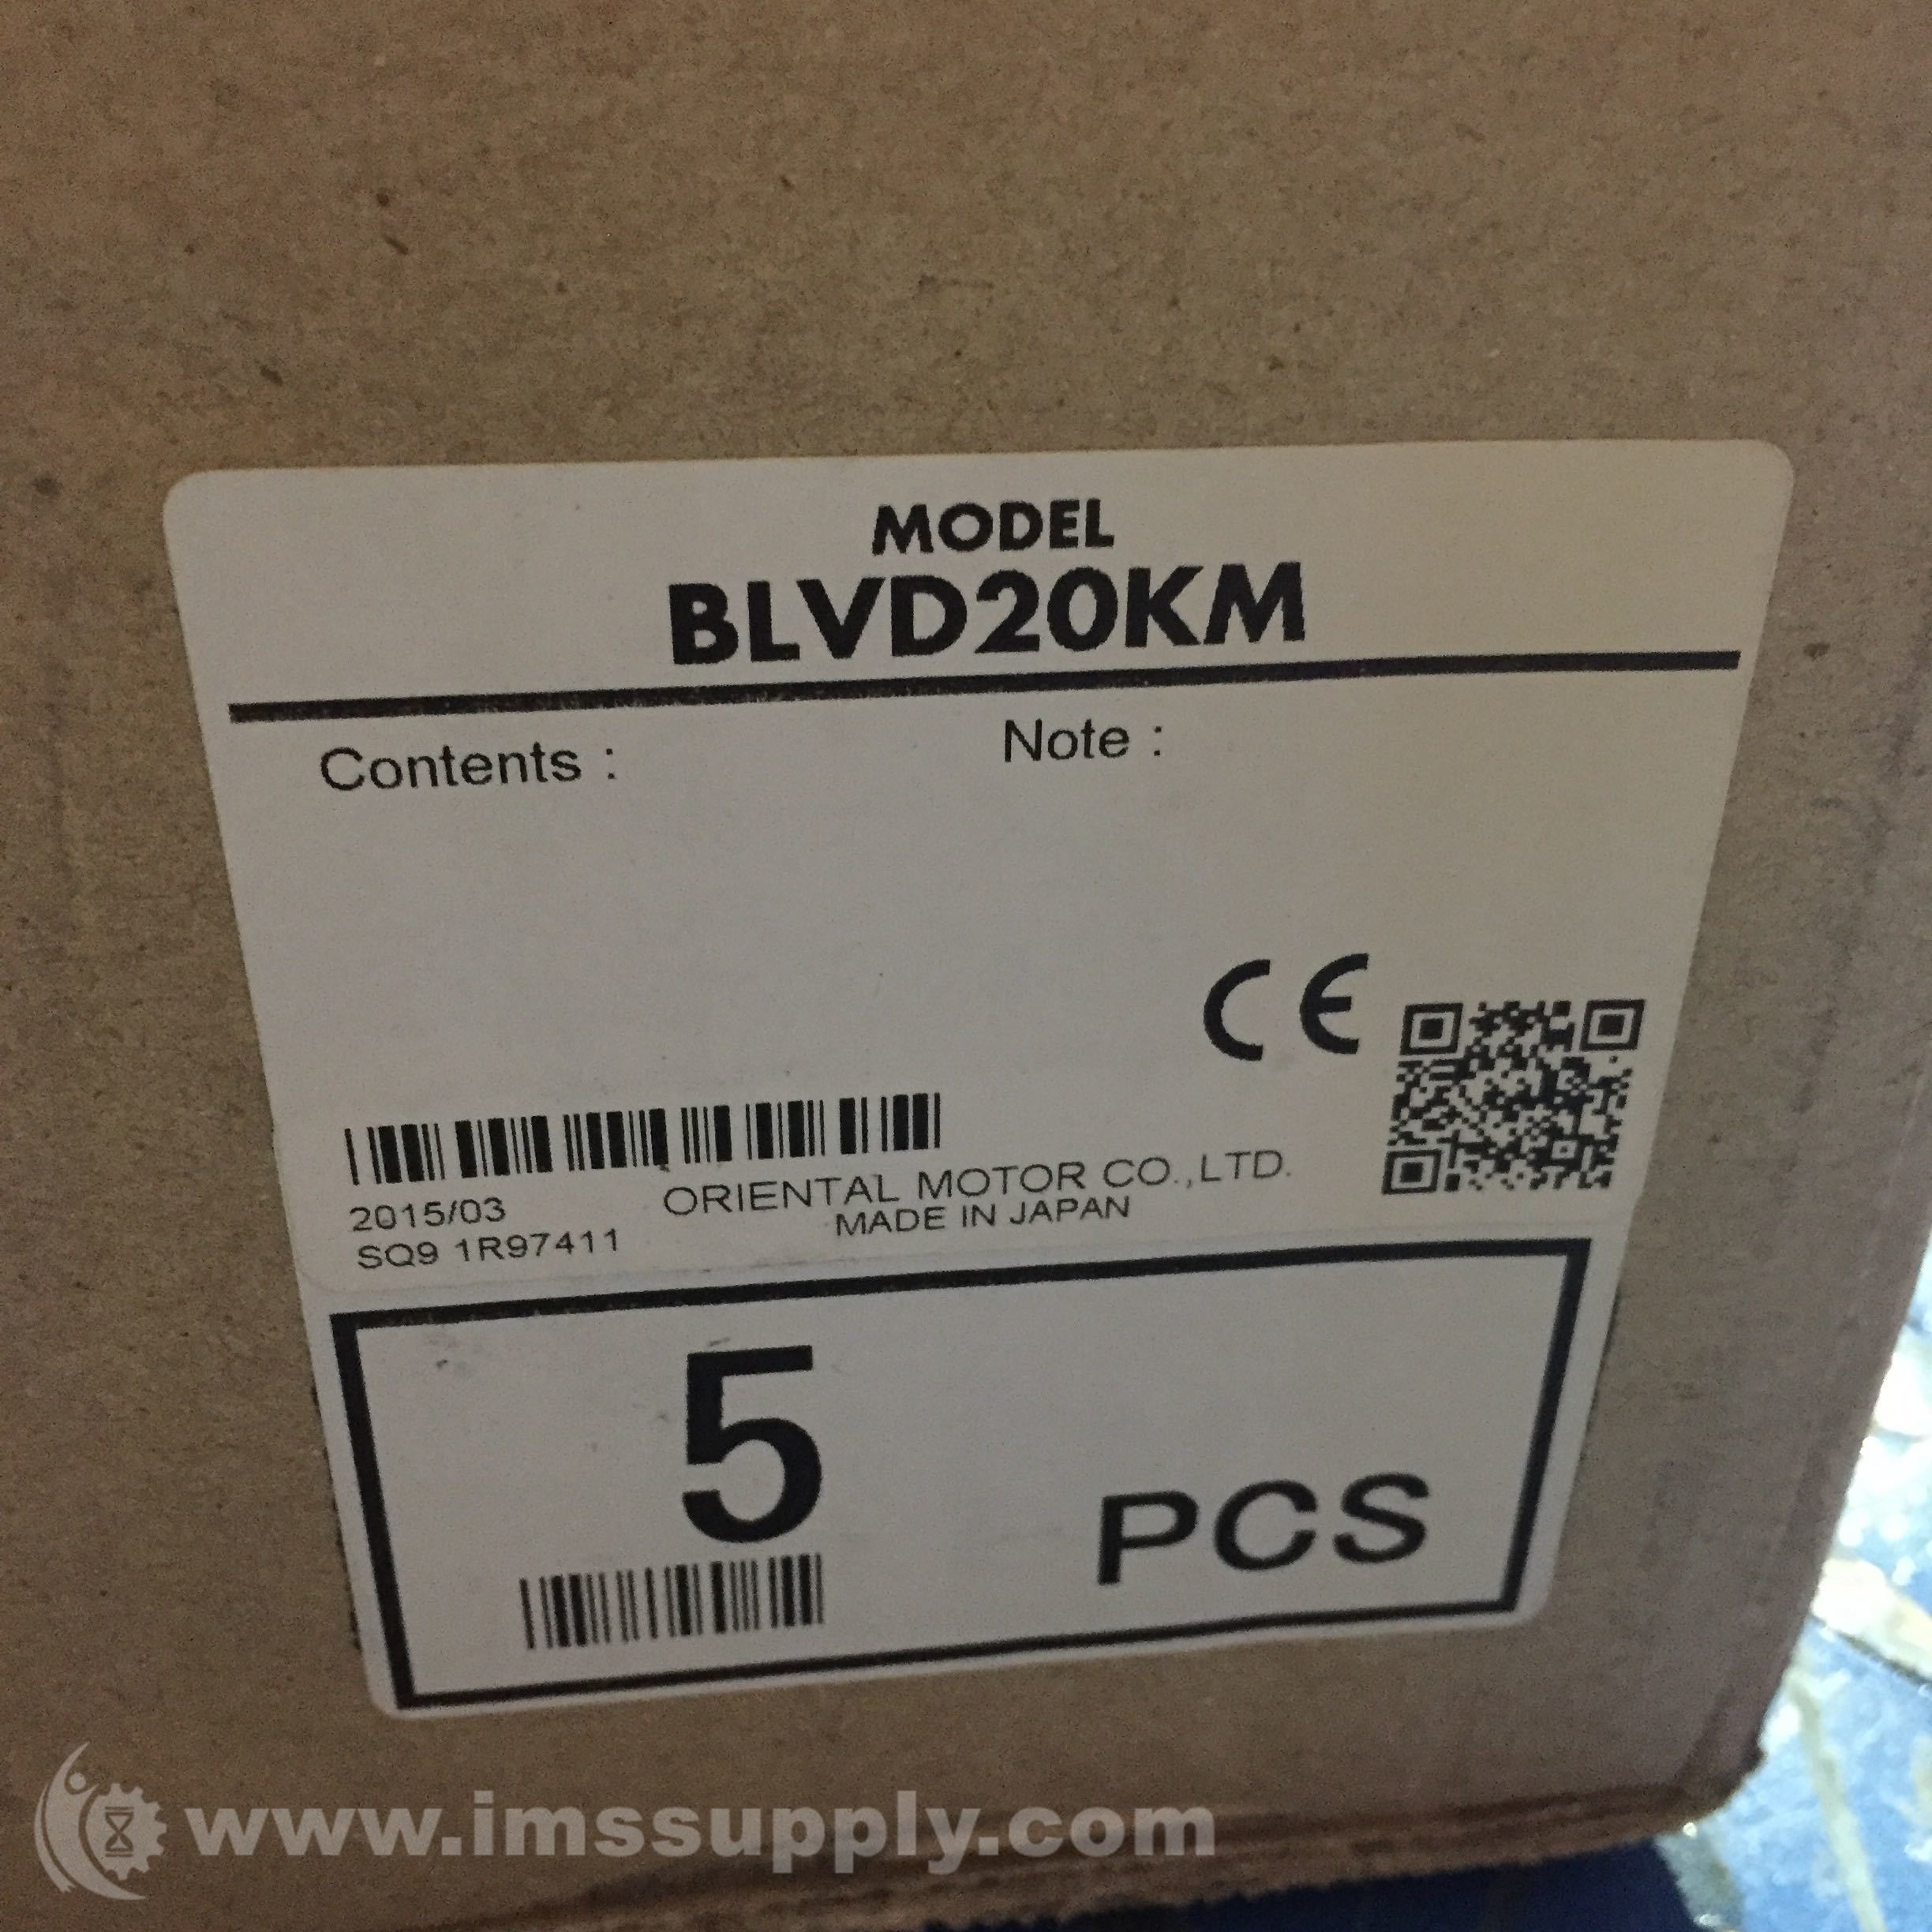 MODEL
BLVD20KM
Contents :
Note :
CE
2015/03
SQ9 1R97411
ORIENTAL MOTOR CO.,LTD.
MADE IN JAPAN
5
PCS
www.imssupply.com